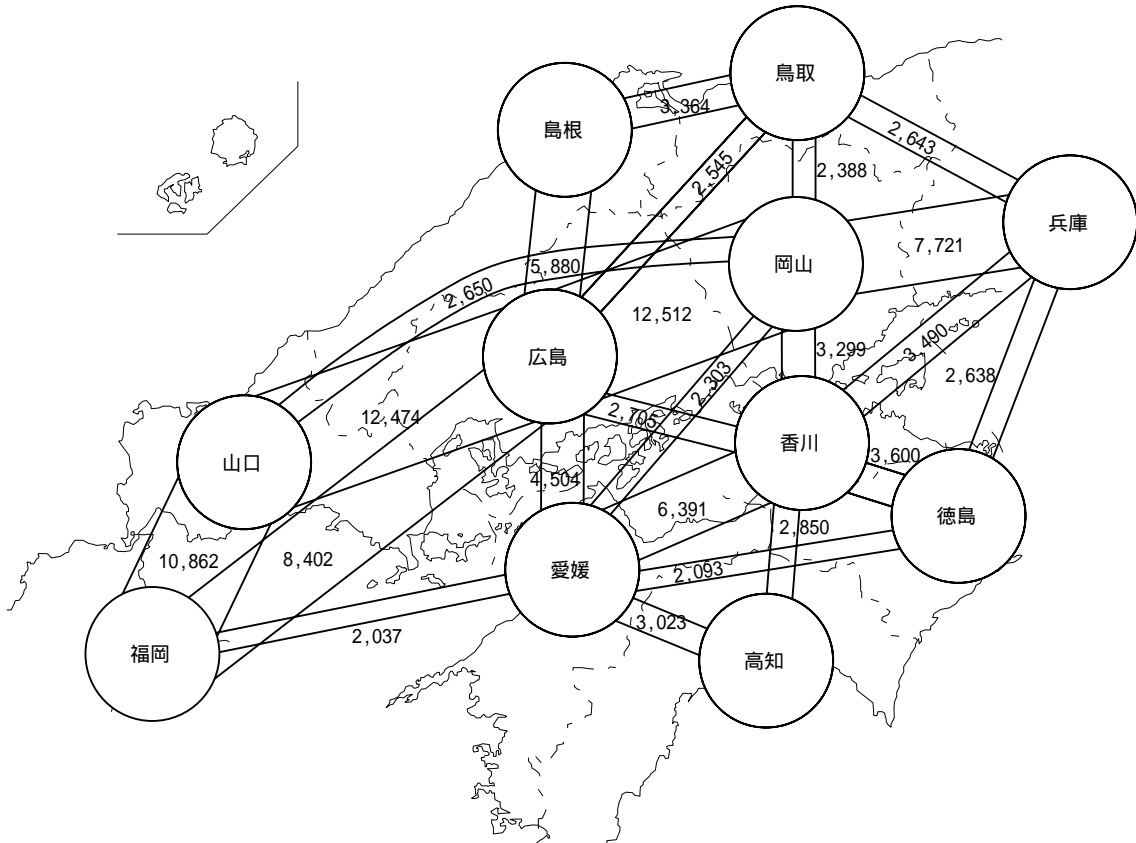 鳥取
3,364
島根
2,643
2,545
2,388
兵庫
7,721
岡山
5,880
2,650
12,512
3,490
3,299
広島
2,638
2,303
12,474
2,705
香川
3,600
山口
4,504
6,391
徳島
2,850
10,862
8,402
愛媛
2,093
3,023
2,037
福岡
高知